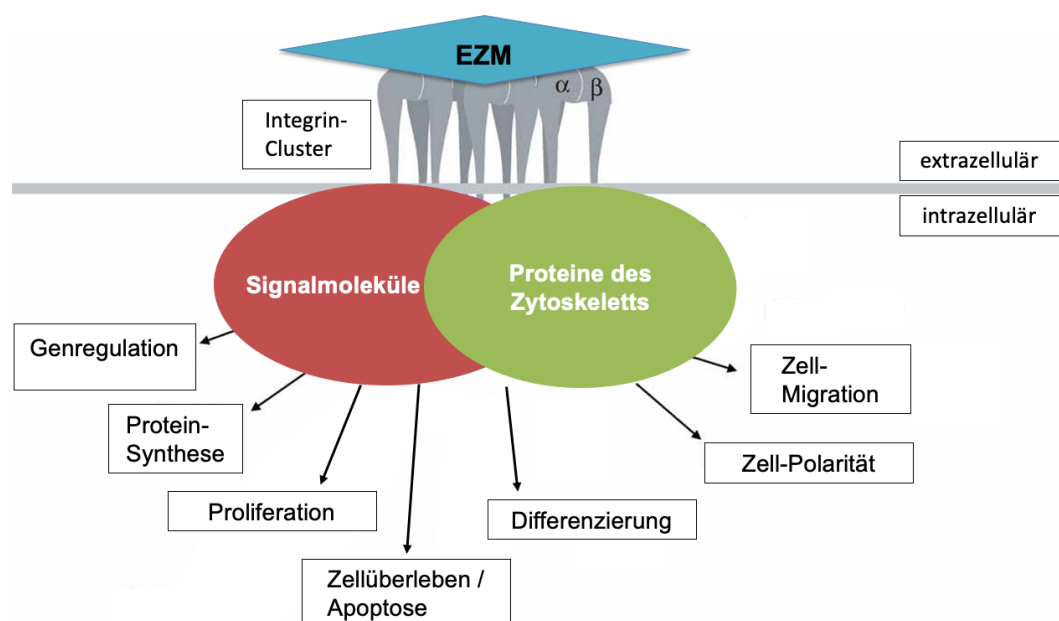 EZM
α
β
Integrin-
Cluster
extrazellulär
intrazellulär
Signalmoleküle
Proteine des
Zytoskeletts
Genregulation
Zell-
Migration
Protein-
Synthese
Zell-Polarität
Proliferation
Differenzierung
Zellüberleben /
Apoptose